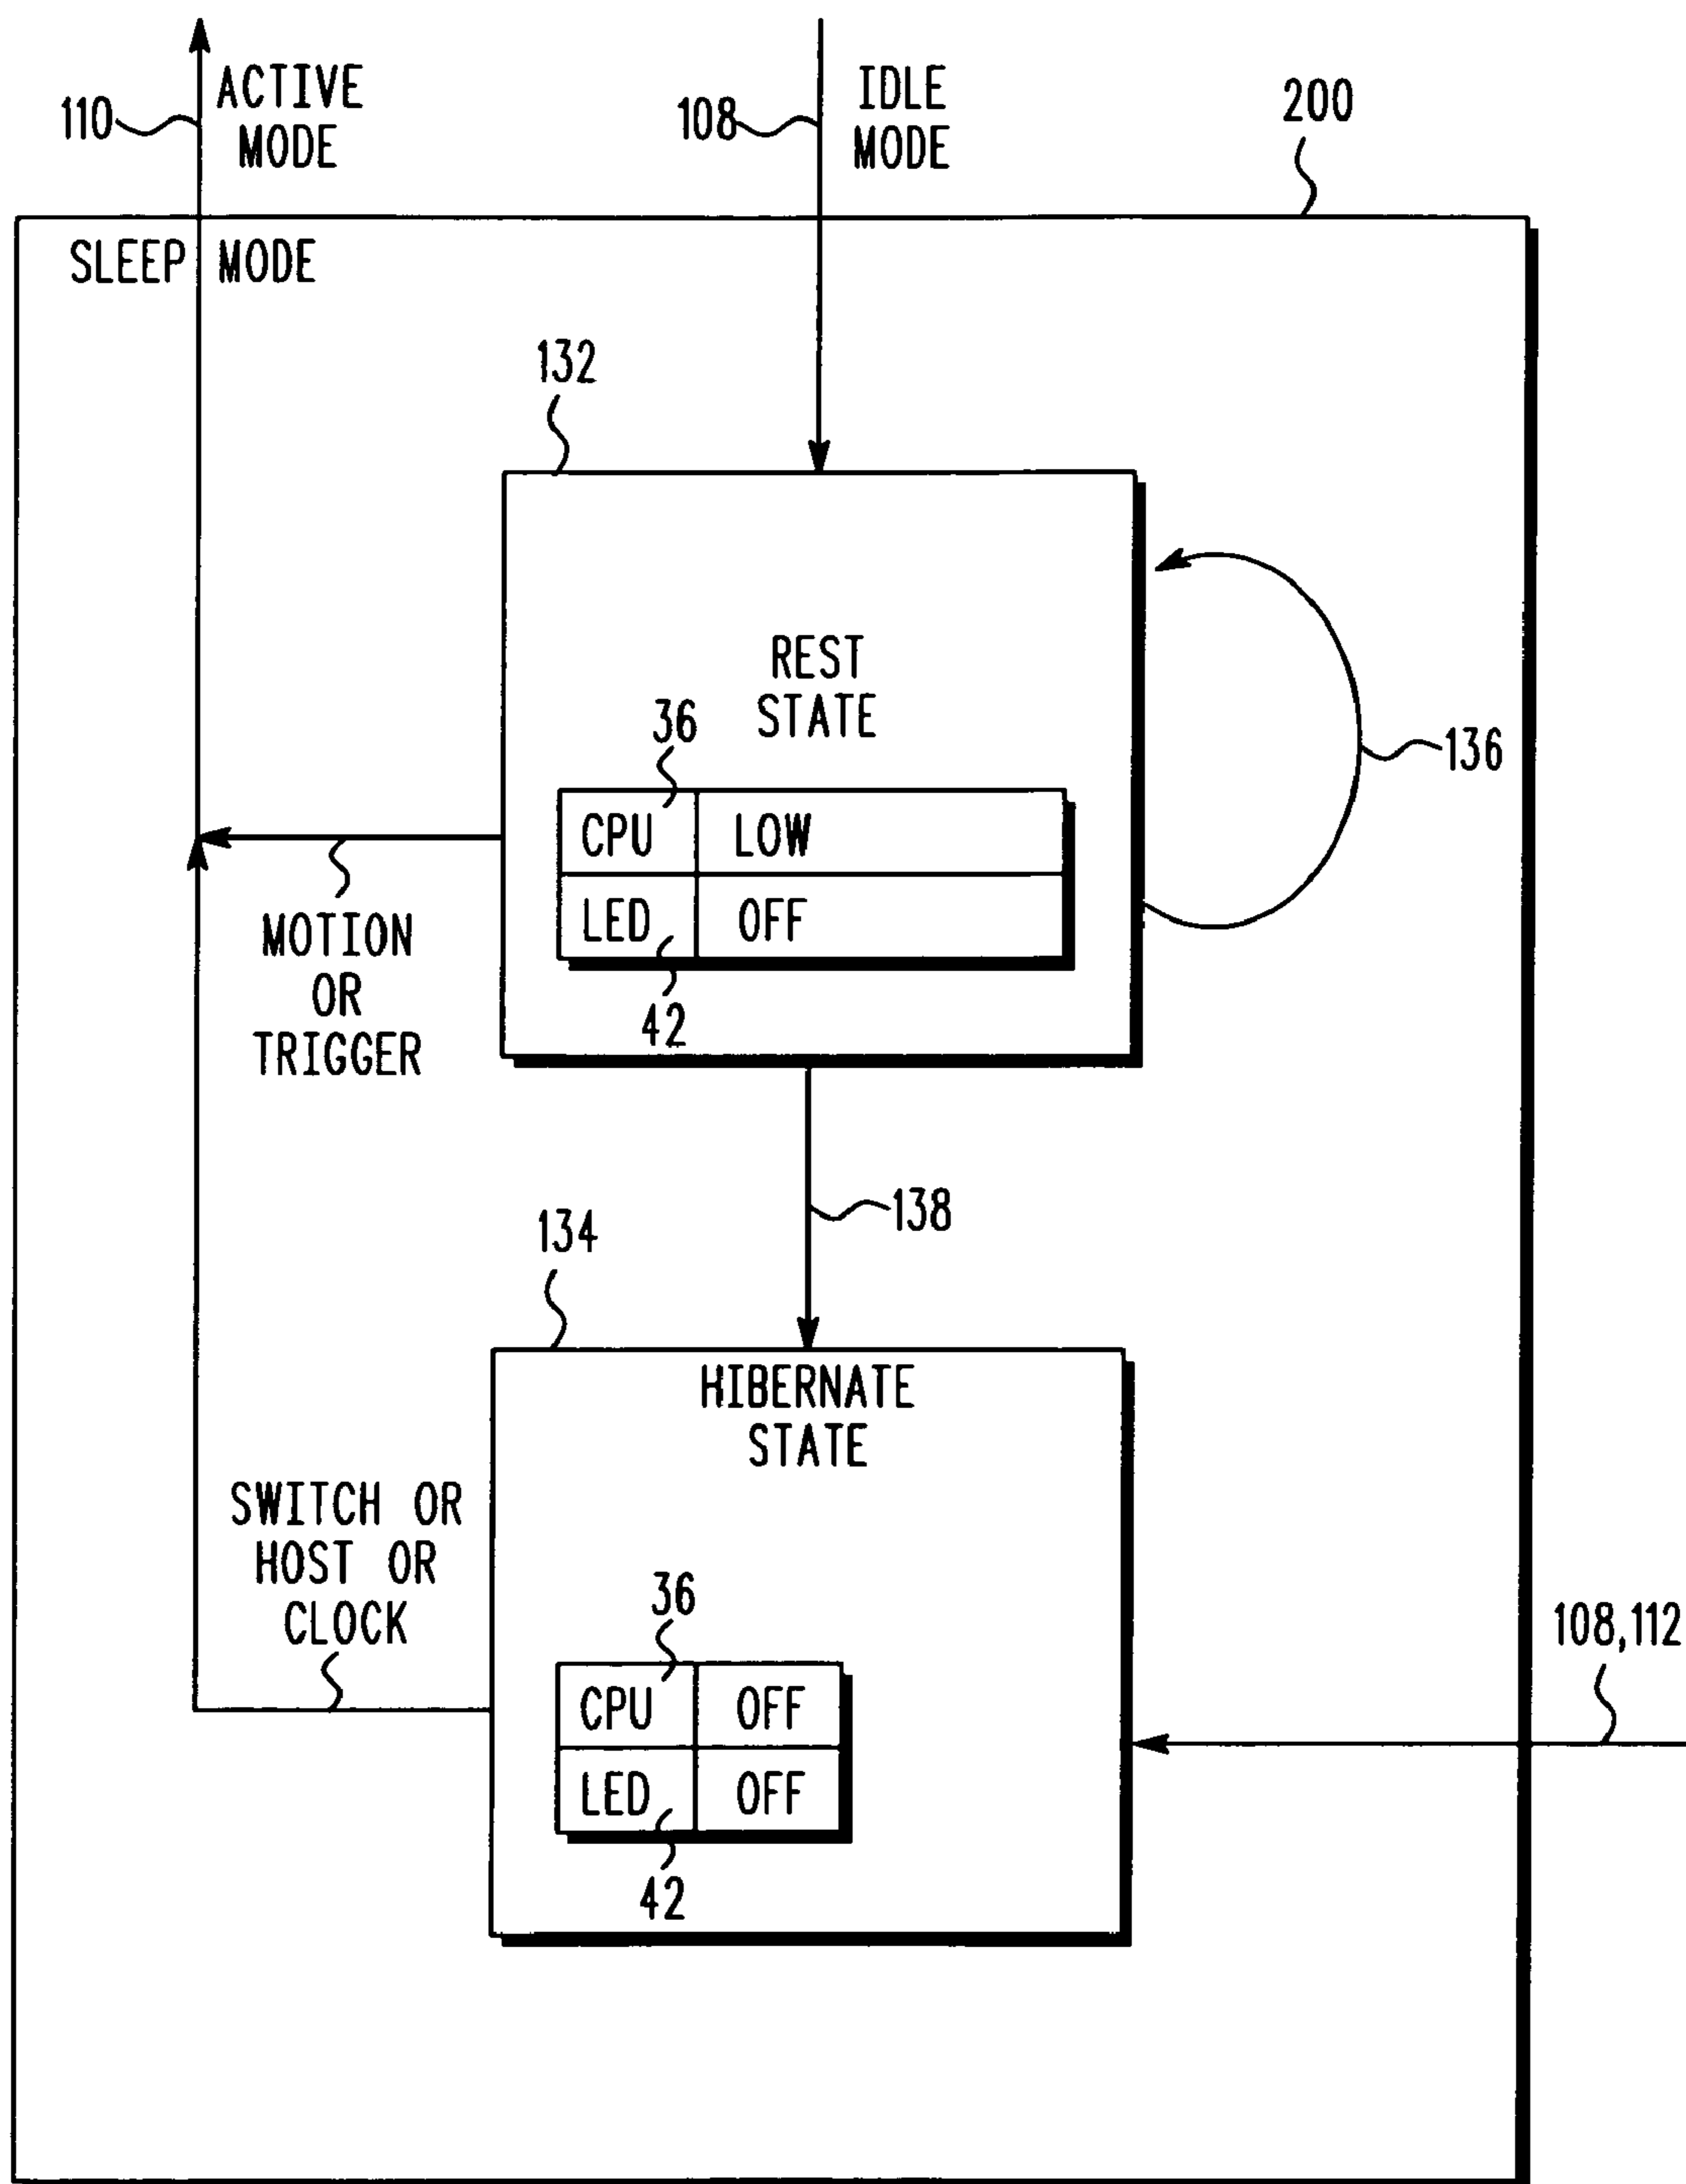 110
ACTIVE
MODE
108
IDLE
MODE
200
SLEEP MODE
132
REST
STATE
36
CPU LOW
LED OFF
42
136
MOTION
OR
TRIGGER
138
134
HIBERNATE
STATE
SWITCH OR
HOST OR
CLOCK
36
CPU OFF
LED OFF
42
108,112